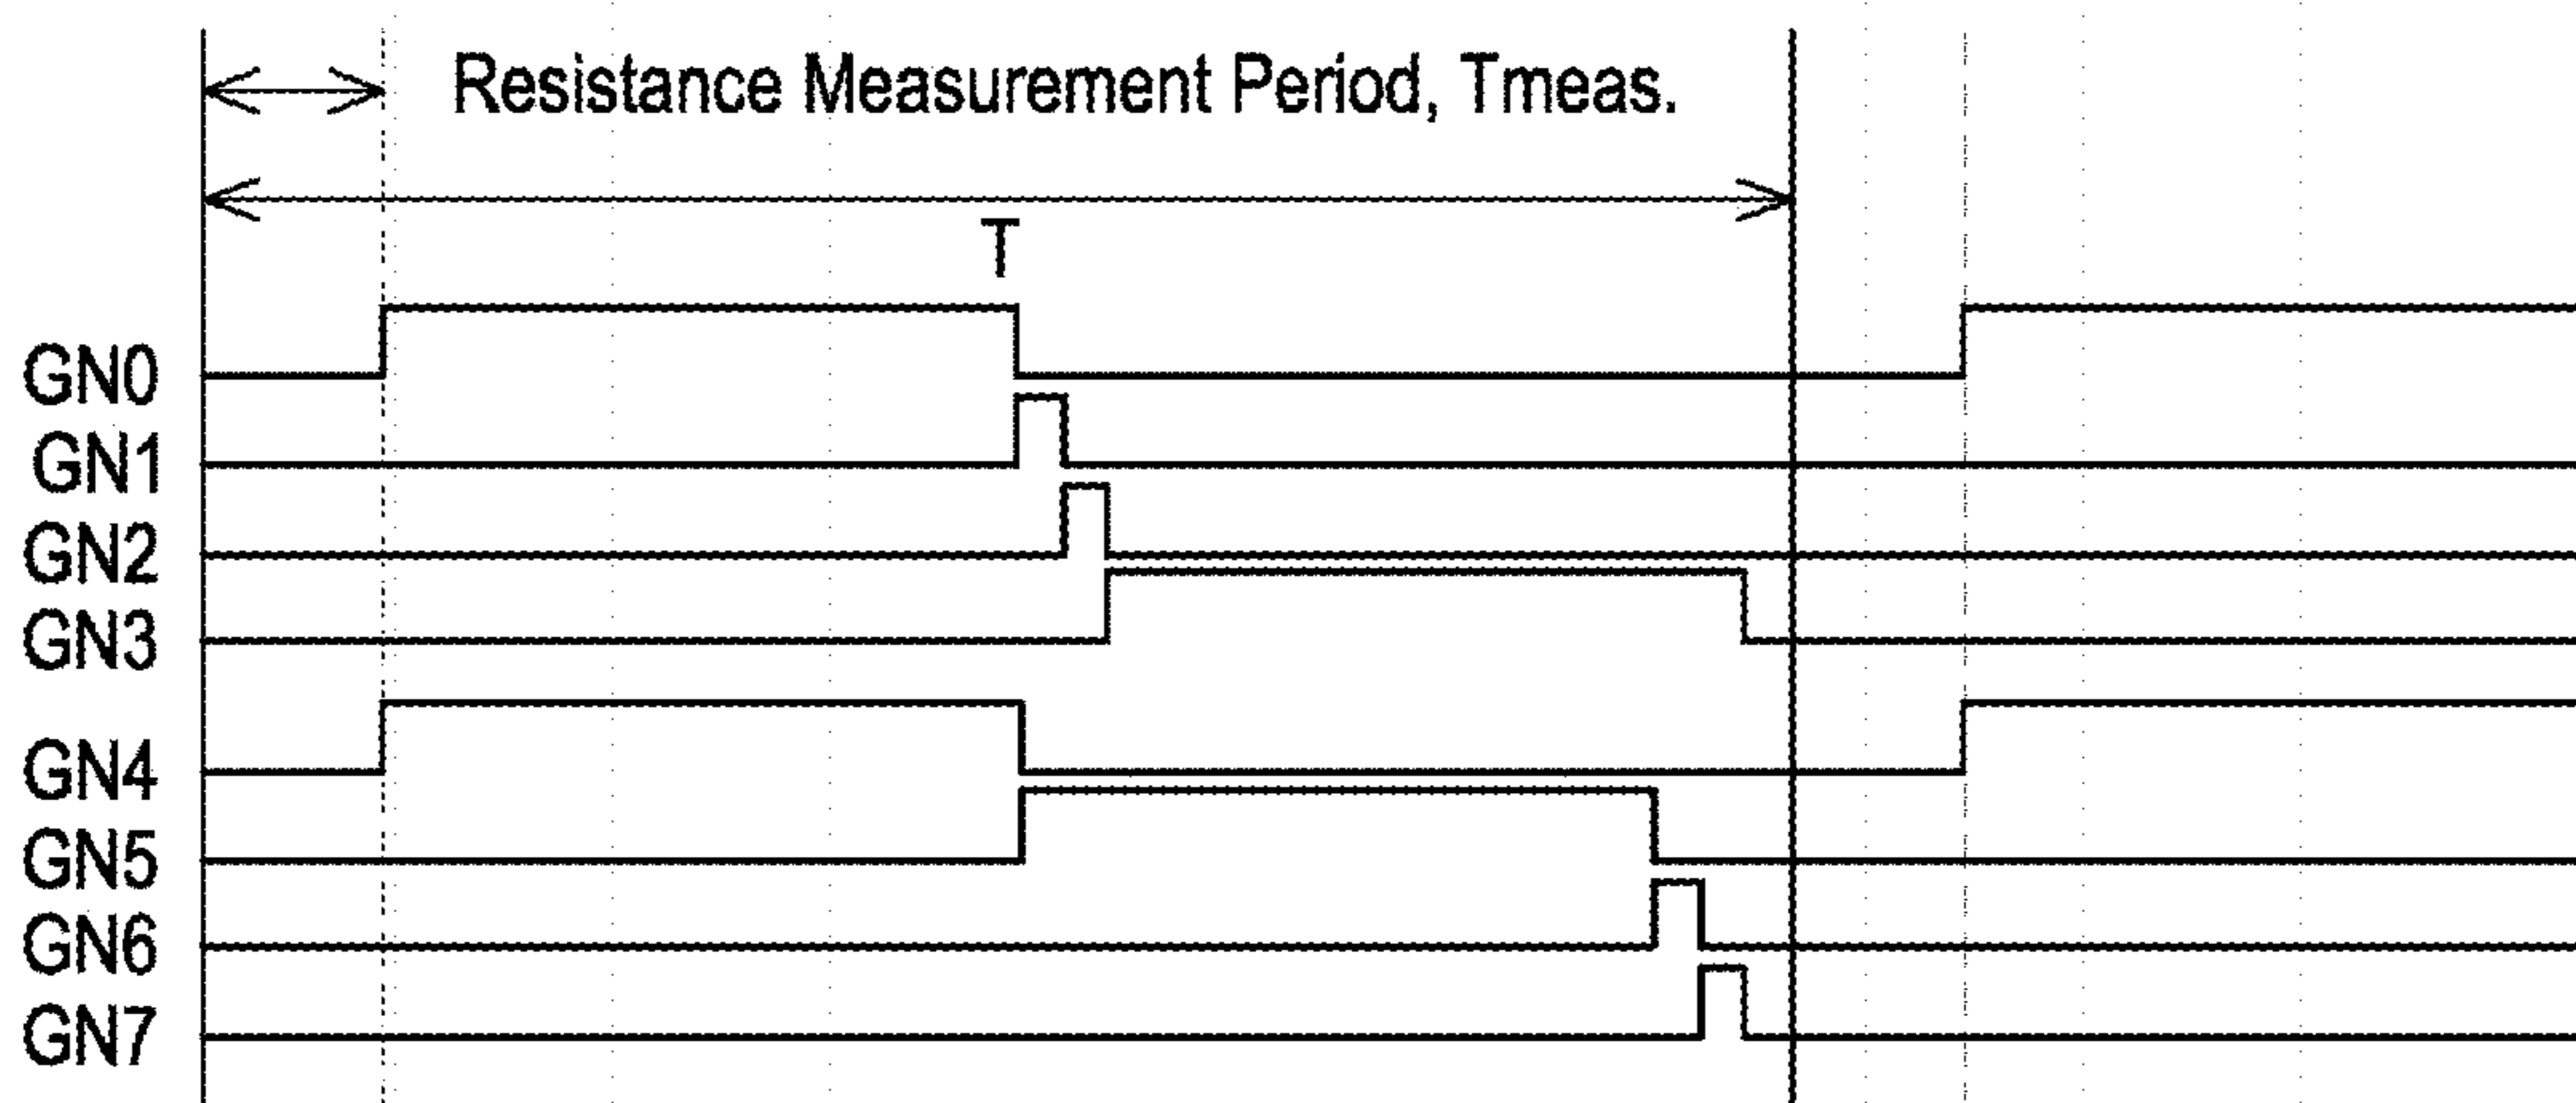 Resistance Measurement Period, Tmeas.
T
GN0
GN1
GN2
GN3
GN4
GN5
GN6
GN7